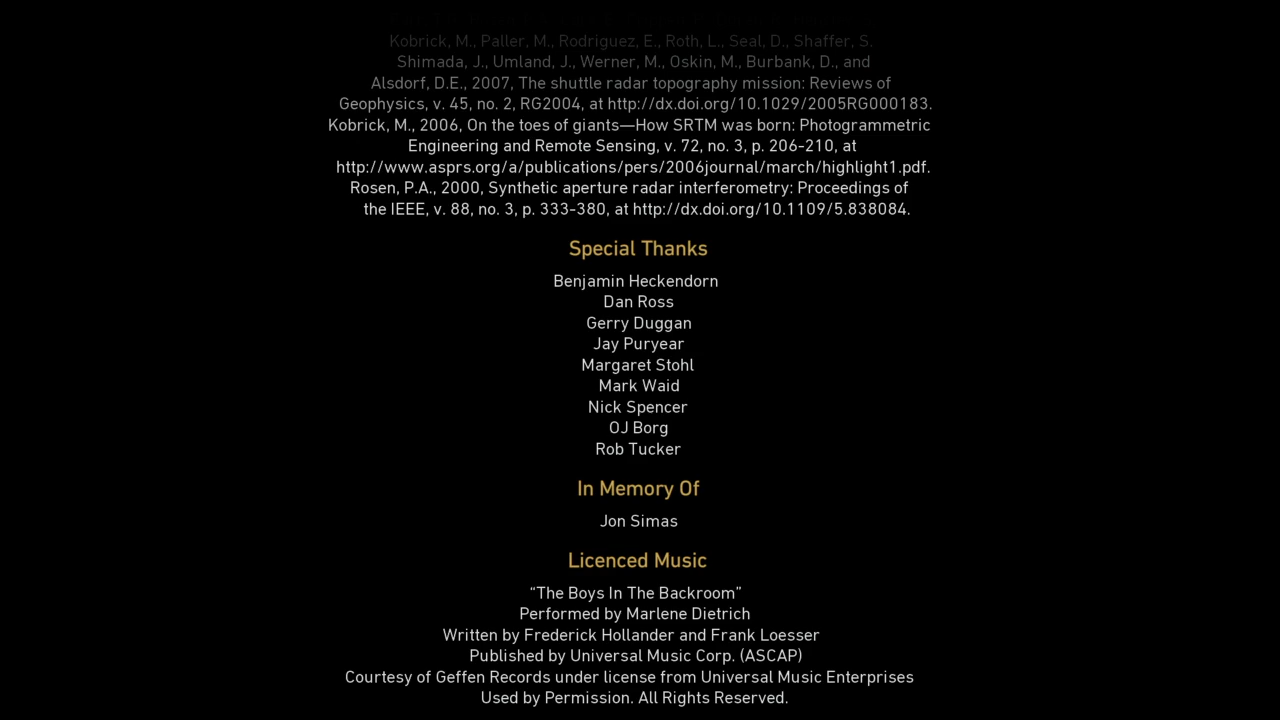 Kobrick, M., Paller, M., Rodriguez, E., Roth, L., Seal, D., Shaffer, S.
Shimada, J., Umland, J., Werner, M., Oskin, M., Burbank, D., and
Alsdorf, D.E., 2007, The shuttle radar topography mission: Reviews of
Geophysics, v. 45, no. 2, RG2004, at http://dx.doi.org/10.1029/2005RG000183.
Kobrick, M., 2006, On the toes of giants—How SRTM was born: Photogrammetric
Engineering and Remote Sensing, v. 72, no. 3, p. 206-210, at
http://www.asprs.org/a/publications/pers/2006journal/march/highlight1.pdf.
Rosen, P.A., 2000, Synthetic aperture radar interferometry: Proceedings of
the IEEE, v. 88, no. 3, p. 333-380, at http://dx.doi.org/10.1109/5.838084.
Special Thanks
Benjamin Heckendorn
Dan Ross
Gerry Duggan
Jay Puryear
Margaret Stohl
Mark Waid
Nick Spencer
OJ Borg
Rob Tucker
In Memory Of
Jon Simas
Licenced Music
“The Boys In The Backroom”
Performed by Marlene Dietrich
Written by Frederick Hollander and Frank Loesser
Published by Universal Music Corp. (ASCAP)
Courtesy of Geffen Records under license from Universal Music Enterprises
Used by Permission. All Rights Reserved.